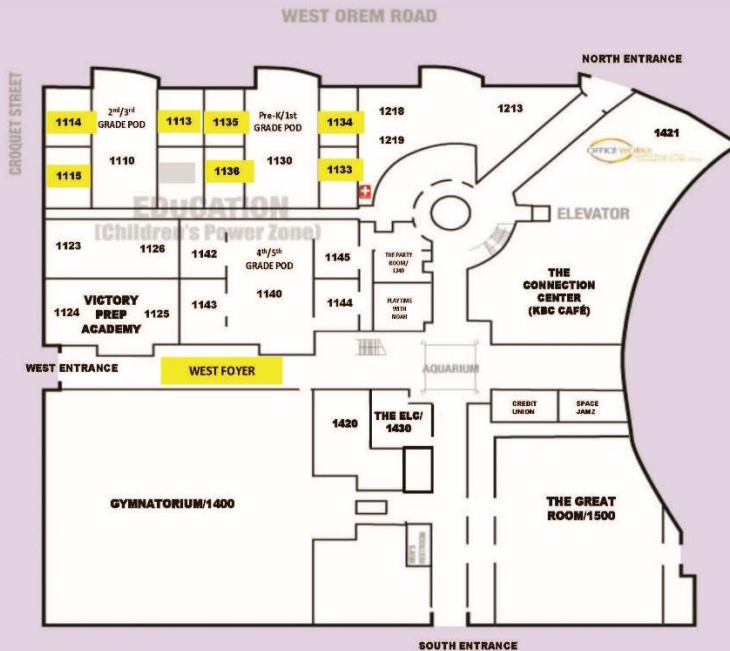 WEST OREM ROAD
NORTH ENTRANCE
CROQUET STREET
1114
2nd/3rd
GRADE POD
1113
1135
Pre-K/1st
GRADE POD
1134
1218
1213
1219
1421
OFFICE WORKS
1115
1110
1136
1130
1133
EDuCATION
(Children's Power Zone)
ELEVATOR
1123
1126
1142
4th/5th
GRADE POD
1145
THE PARTY
ROOM/
1240
1124
VICTORY
PREP
ACADEMY
1125
1143
1140
1144
PLAYTIME
WITH
NOAH
THE
CONNECTION
CENTER
(KBC CAFÉ)
WEST ENTRANCE
WEST FOYER
AQUARIUM
1420
THE ELC/
1430
CREDIT
UNION
SPACE
JAMZ
GYMNATORIUM/1400
THE GREAT
ROOM/1500
SOUTH ENTRANCE